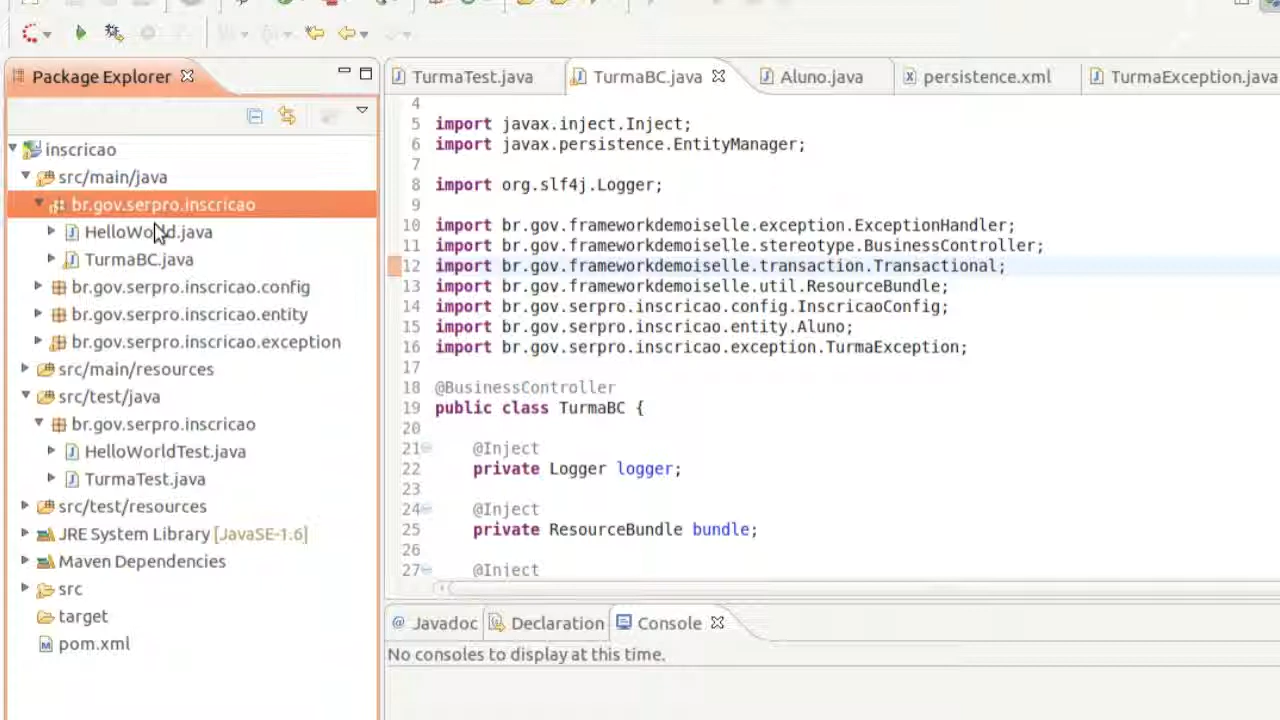 Package Explorer
inscricao
src/main/java
br.gov.serpro.inscricao
HelloWorld.java
TurmaBC.java
br.gov.serpro.inscricao.config
br.gov.serpro.inscricao.entity
br.gov.serpro.inscricao.exception
src/main/resources
src/test/java
br.gov.serpro.inscricao
HelloWorldTest.java
TurmaTest.java
src/test/resources
JRE System Library [JavaSE-1.6]
Maven Dependencies
src
target
pom.xml
TurmaTest.java TurmaBC.java Aluno.java persistence.xml TurmaException.java
4
5 import javax.inject.Inject;
6 import javax.persistence.EntityManager;
7
8 import org.slf4j.Logger;
9
10 import br.gov.frameworkdemoiselle.exception.ExceptionHandler;
11 import br.gov.frameworkdemoiselle.stereotype.BusinessController;
12 import br.gov.frameworkdemoiselle.transaction.Transactional;
13 import br.gov.frameworkdemoiselle.util.ResourceBundle;
14 import br.gov.serpro.inscricao.config.InscricaoConfig;
15 import br.gov.serpro.inscricao.entity.Aluno;
16 import br.gov.serpro.inscricao.exception.TurmaException;
17
18 @BusinessController
19 public class TurmaBC {
20
21 @Inject
22 private Logger logger;
23
24 @Inject
25 private ResourceBundle bundle;
26
27 @Inject
@ Javadoc Declaration Console
No consoles to display at this time.